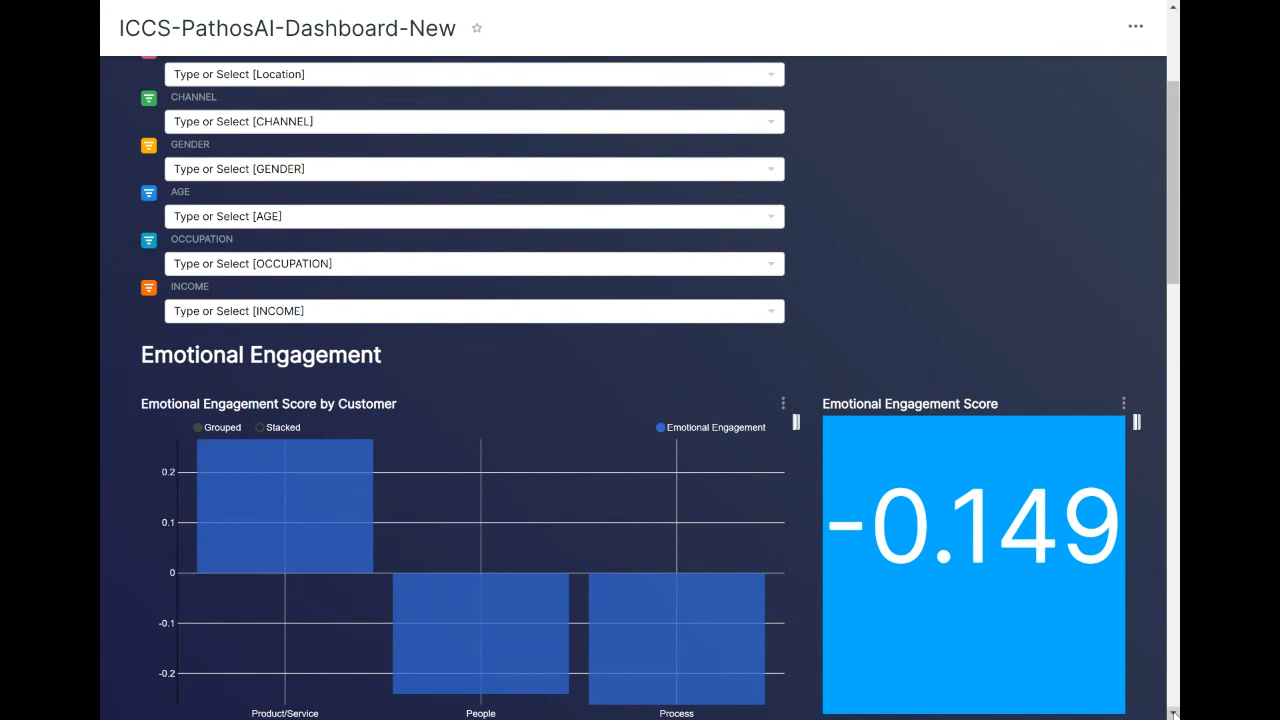 ICCS-PathosAI-Dashboard-New
Type or Select [Location]
CHANNEL
Type or Select [CHANNEL]
GENDER
Type or Select [GENDER]
AGE
Type or Select [AGE]
OCCUPATION
Type or Select [OCCUPATION]
INCOME
Type or Select [INCOME]
Emotional Engagement
Emotional Engagement Score by Customer
Grouped Stacked Emotional Engagement
0.2
0.1
0
-0.1
-0.2
Product/Service People Process
Emotional Engagement Score
-0.149